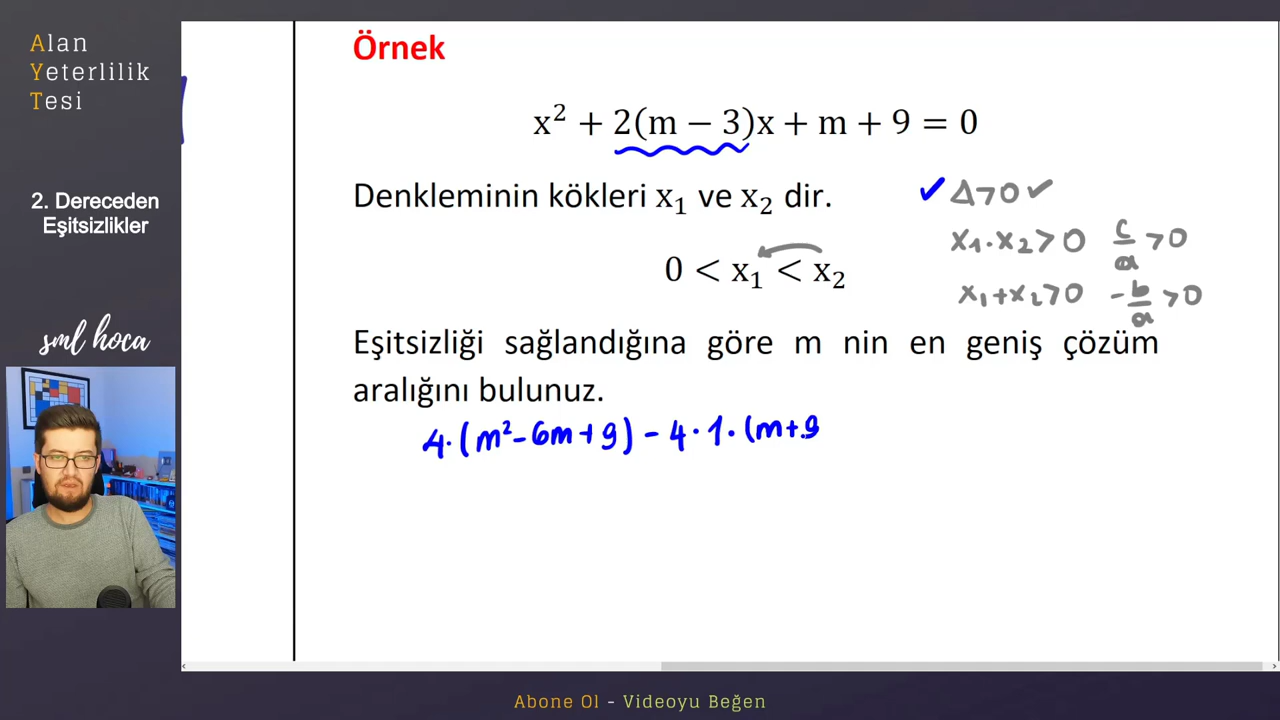 Alan
Yeterlilik
Tesi
2. Dereceden
Eşitsizlikler
sml hoca
Örnek
x² + 2(m − 3)x + m + 9 = 0
Denkleminin kökleri x₁ ve x₂ dir.
✓ Δ>0 ✓
x₁·x₂>0 c/a >0
0 < x₁ < x₂
x₁+x₂>0 -b/a >0
Eşitsizliği sağlandığına göre m nin en geniş çözüm
aralığını bulunuz.
4·(m²-6m+9) - 4·1·(m+9
Abone Ol - Videoyu Beğen